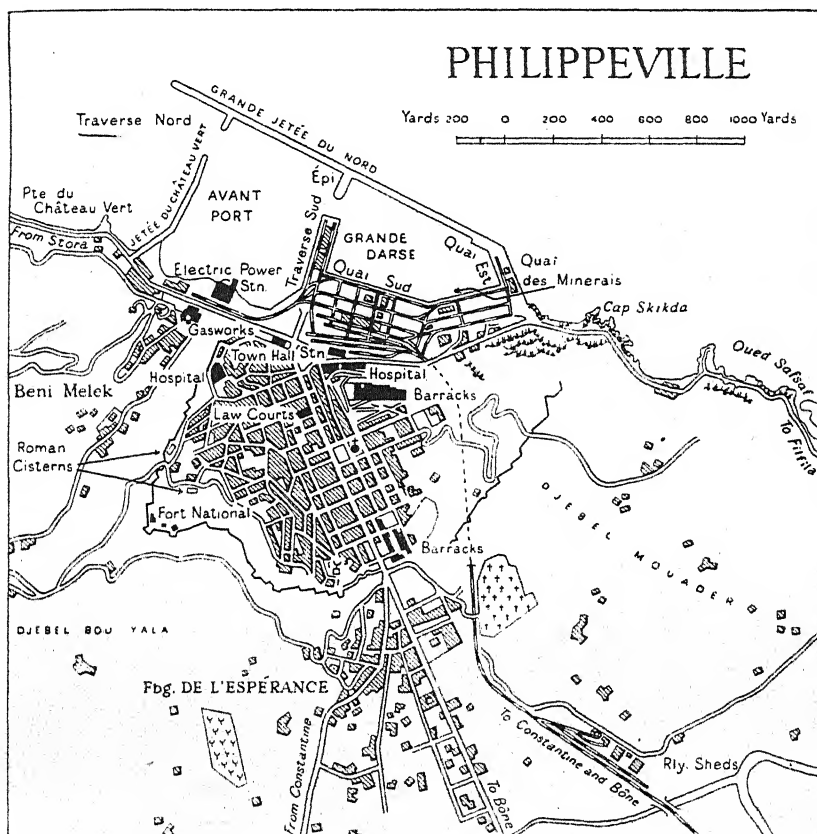 PHILIPPEVILLE
Yards 200 0 200 400 600 800 1000 Yards
Traverse Nord
GRANDE JETÉE DU NORD
Épi
Pte du
Château Vert
JETÉE DU CHÂTEAU VERT
AVANT
PORT
From Stora
Traverse Sud
GRANDE
DARSE
Quai Sud
Quai Est
Quai
des Minerais
Cap Skikda
Electric Power
Stn.
Gasworks
Town Hall
Stn.
Hospital
Hospital
Barracks
Beni Melek
Law Courts
Oued Safsaf
To Filfila
Roman
Cisterns
Fort National
Barracks
DJEBEL MOUADER
DJEBEL BOU YALA
Fbg. DE L'ESPÉRANCE
To Constantine and Bône
Rly. Sheds
From Constantine
To Bône